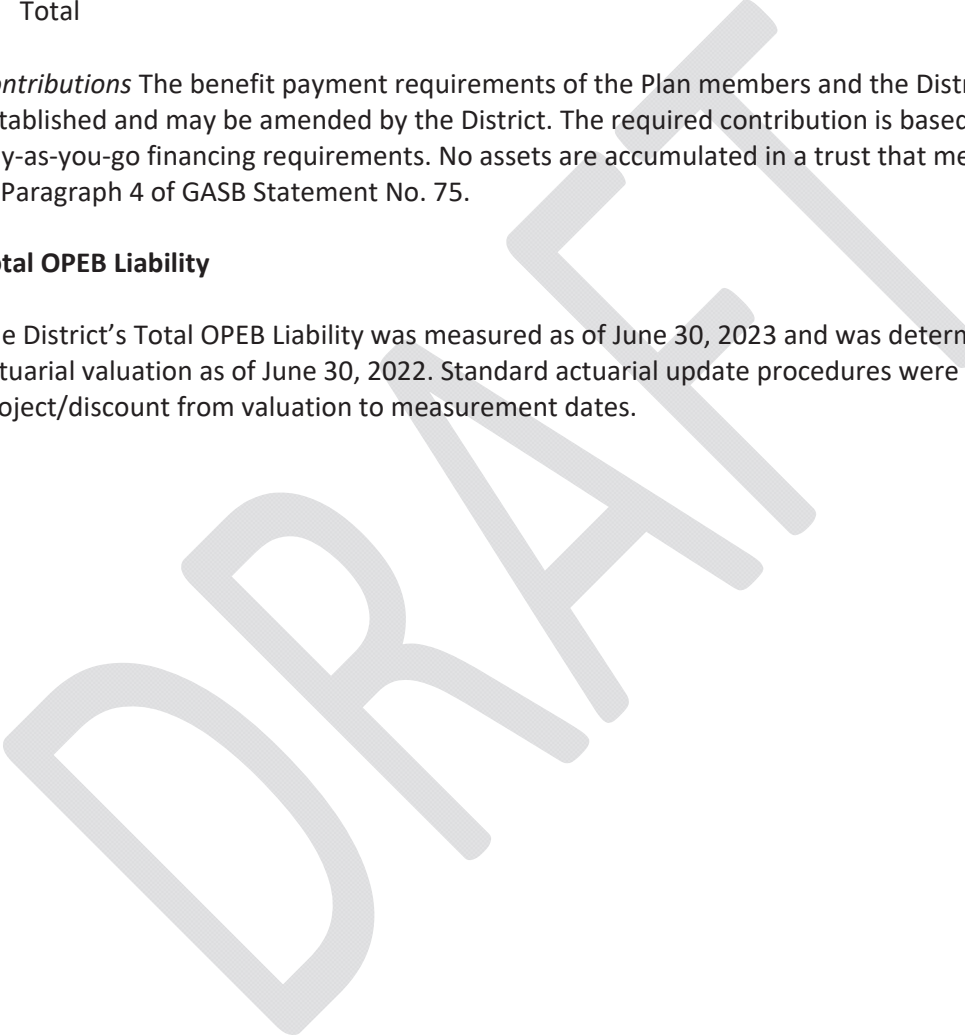 Total
ontributions The benefit payment requirements of the Plan members and the Distr
tablished and may be amended by the District. The required contribution is based
y-as-you-go financing requirements. No assets are accumulated in a trust that me
Paragraph 4 of GASB Statement No. 75.
otal OPEB Liability
e District’s Total OPEB Liability was measured as of June 30, 2023 and was determ
tuarial valuation as of June 30, 2022. Standard actuarial update procedures were
oject/discount from valuation to measurement dates.
DRAFT